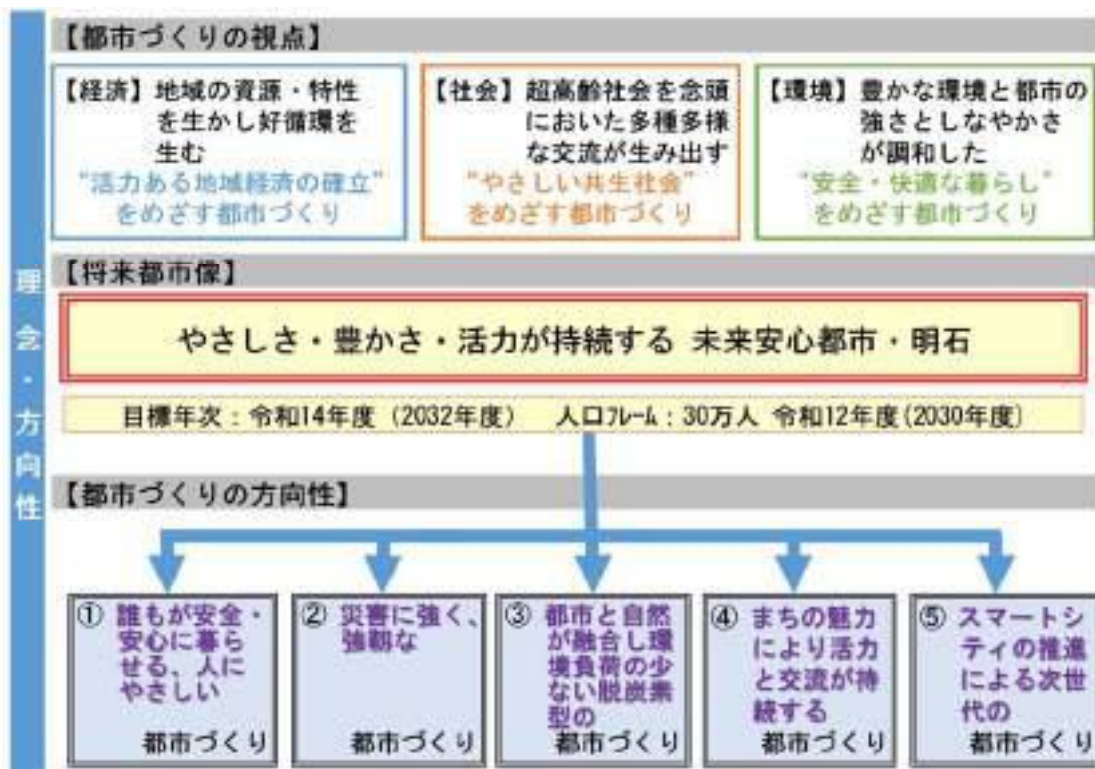 理念・方向性
【都市づくりの視点】
【経済】地域の資源・特性
を生かし好循環を
生む
“活力ある地域経済の確立”
をめざす都市づくり
【社会】超高齢社会を念頭
においた多種多様
な交流が生み出す
“やさしい共生社会”
をめざす都市づくり
【環境】豊かな環境と都市の
強さとしなやかさ
が調和した
“安全・快適な暮らし”
をめざす都市づくり
【将来都市像】
やさしさ・豊かさ・活力が持続する 未来安心都市・明石
目標年次：令和14年度（2032年度） 人口ﾌﾚｰﾑ：30万人 令和12年度(2030年度)
【都市づくりの方向性】
① 誰もが安全・
安心に暮ら
せる、人に
やさしい
都市づくり
② 災害に強く、
強靭な
都市づくり
③ 都市と自然
が融合し環
境負荷の少
ない脱炭素
型の
都市づくり
④ まちの魅力
により活力
と交流が持
続する
都市づくり
⑤ スマートシ
ティの推進
による次世
代の
都市づくり